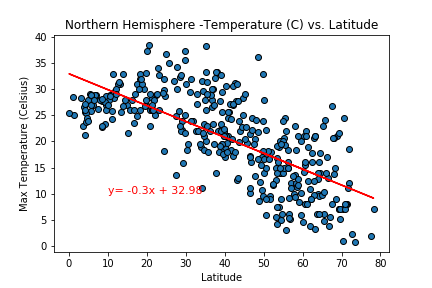 Northern Hemisphere -Temperature (C) vs. Latitude
Max Temperature (Celsius)
40
35
30
25
20
15
10
5
0
y= -0.3x + 32.98
0 10 20 30 40 50 60 70 80
Latitude